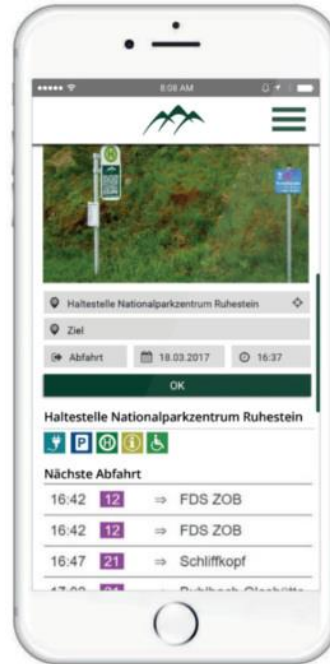 8:08 AM
H
Haltestelle Nationalparkzentrum Ruhestein
Ziel
Abfahrt 18.03.2017 16:37
OK
Haltestelle Nationalparkzentrum Ruhestein
P H i
Nächste Abfahrt
16:42 12 ⇒ FDS ZOB
16:42 12 ⇒ FDS ZOB
16:47 21 ⇒ Schliffkopf